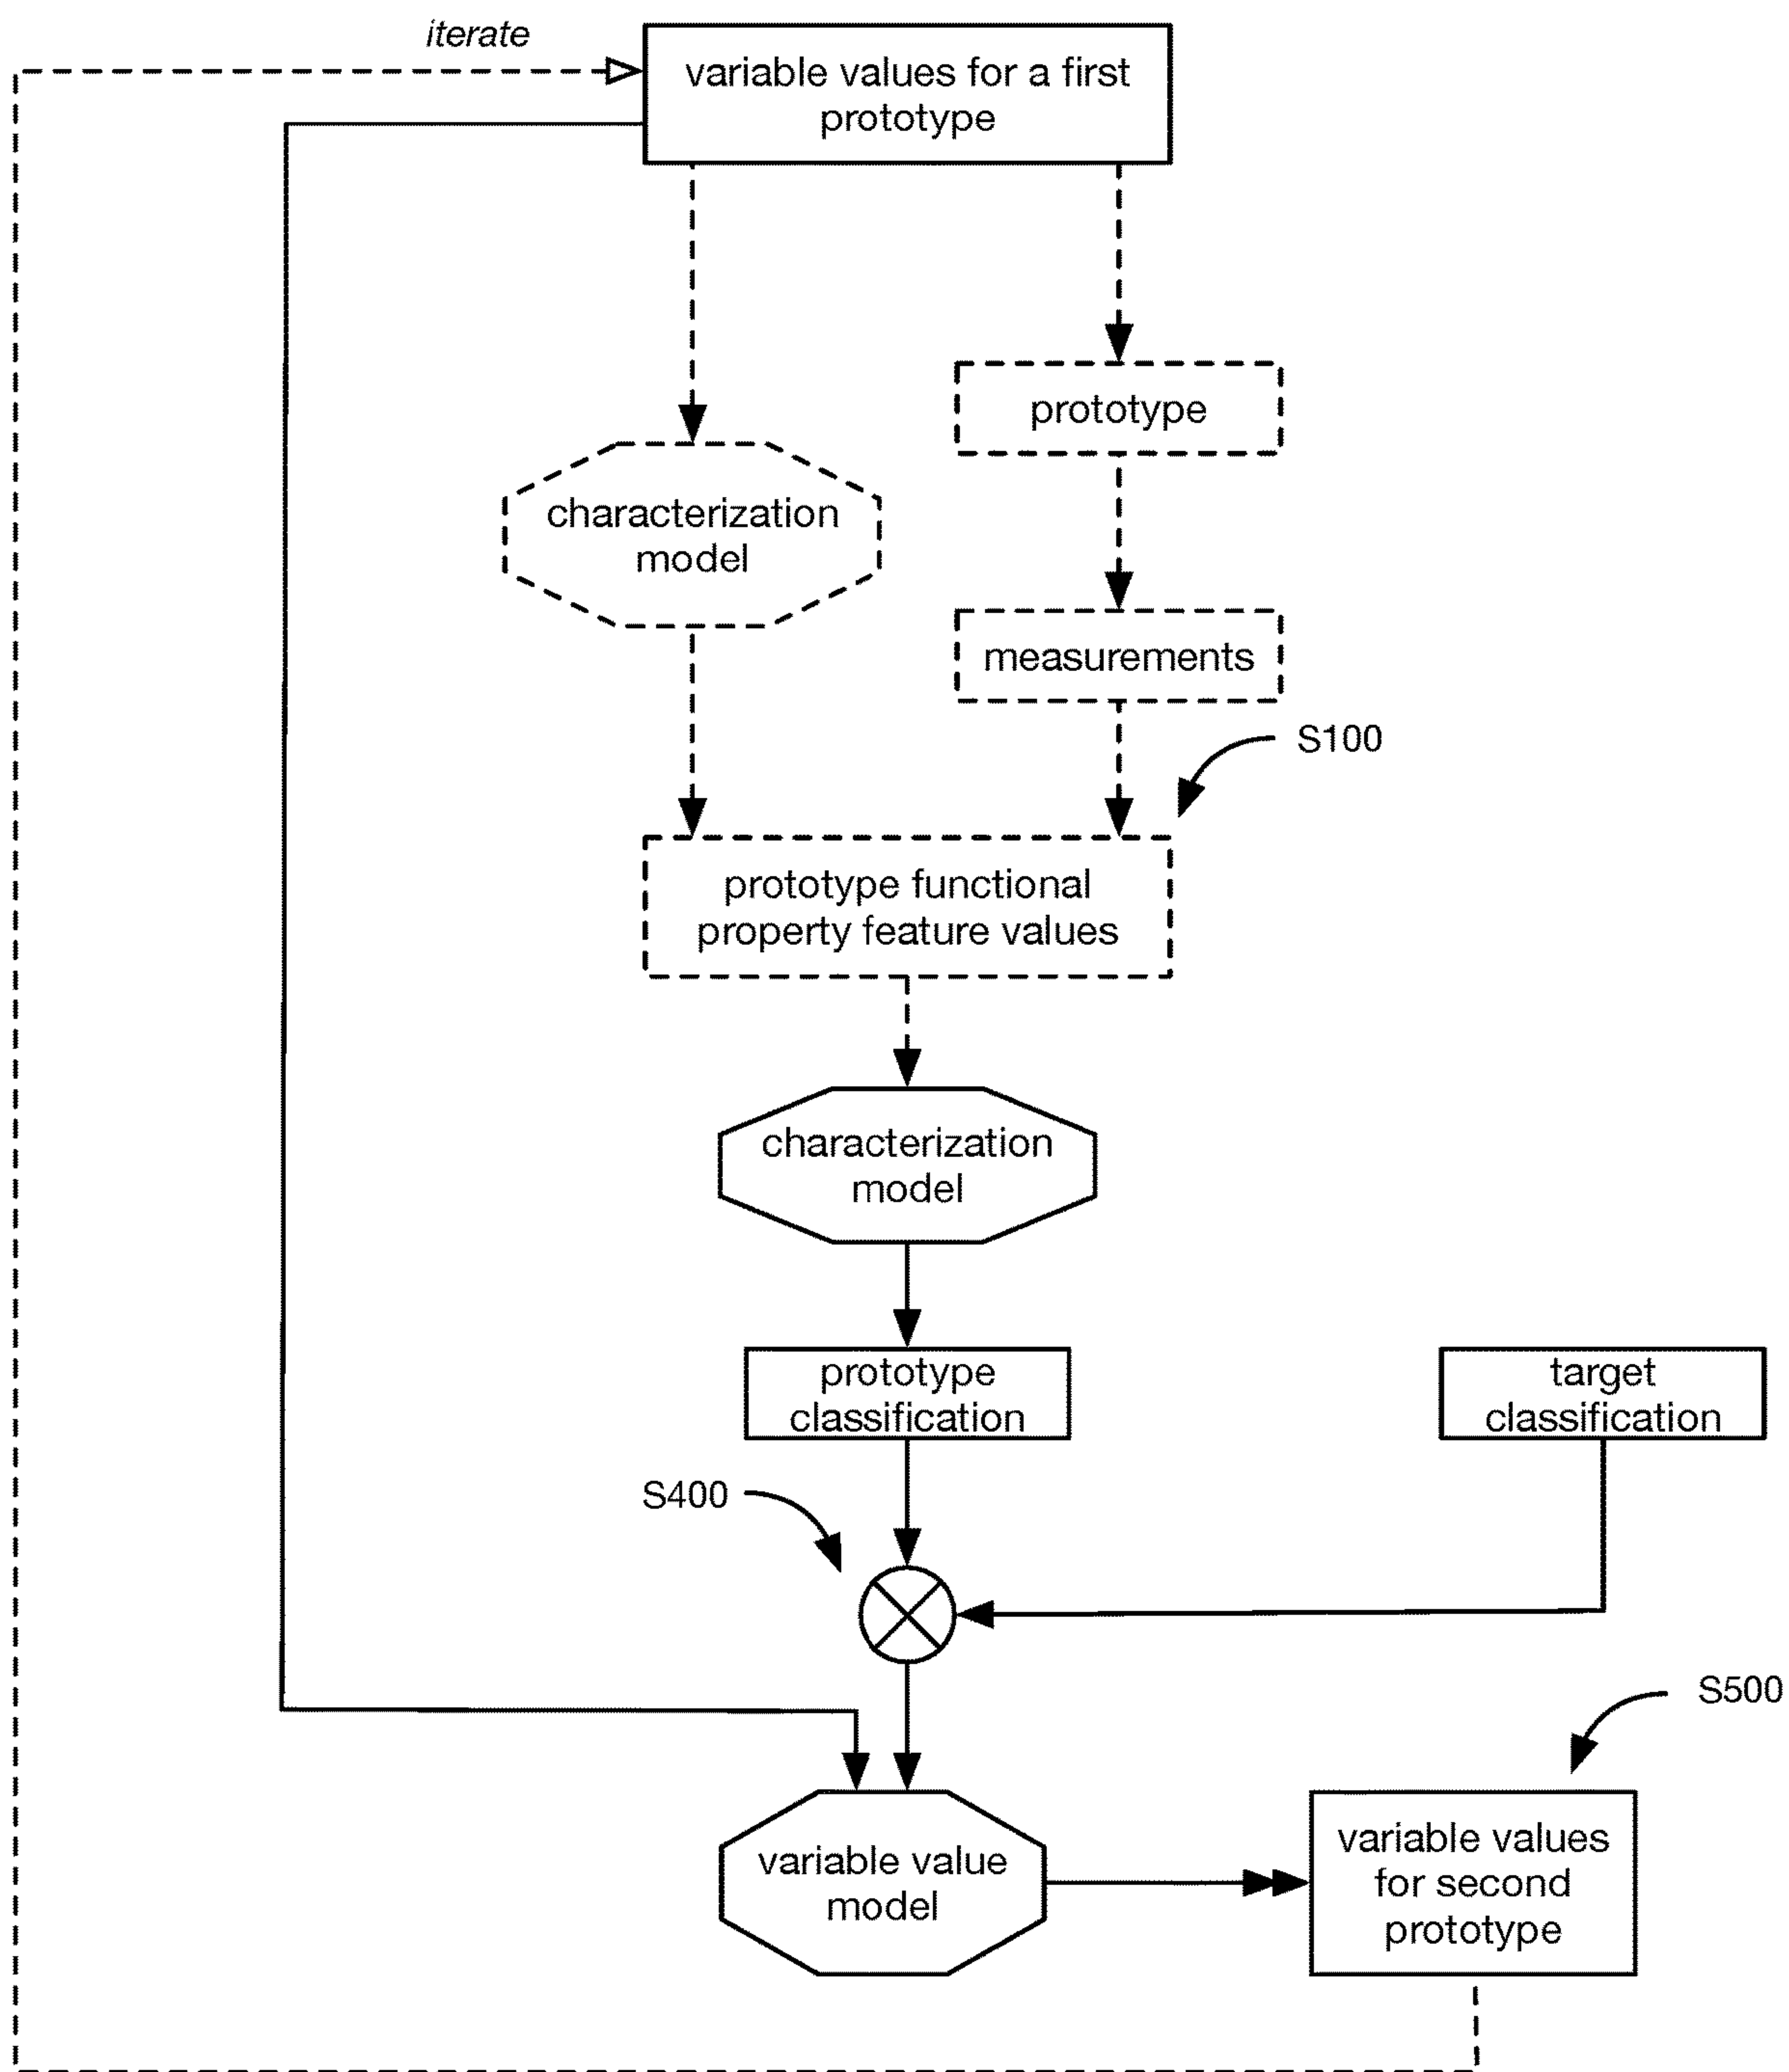 iterate
variable values for a first
prototype
prototype
characterization
model
measurements
S100
prototype functional
property feature values
characterization
model
prototype
classification
target
classification
S400
S500
variable value
model
variable values
for second
prototype